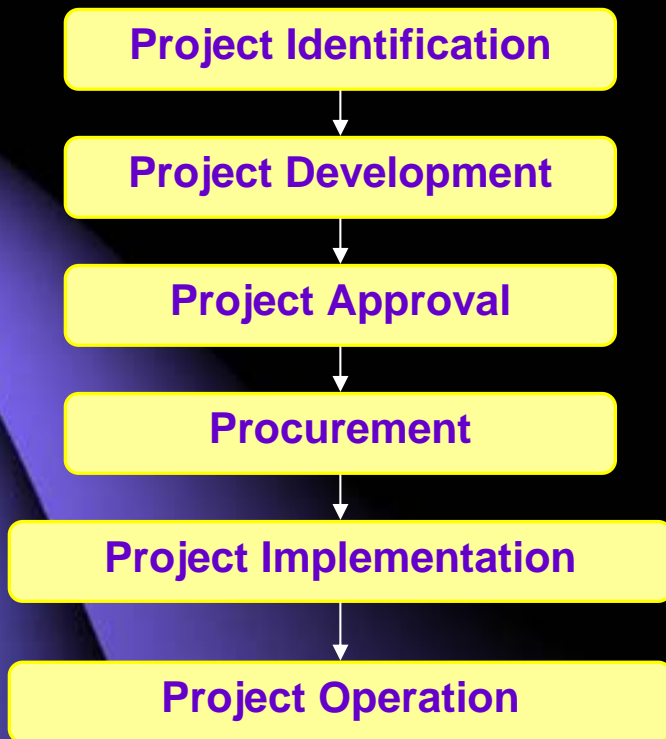 Project Identification
Project Development
Project Approval
Procurement
Project Implementation
Project Operation